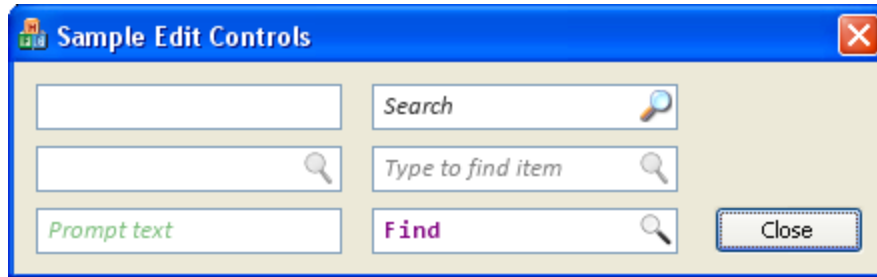 Sample Edit Controls
Search
Type to find item
Prompt text
Find
Close